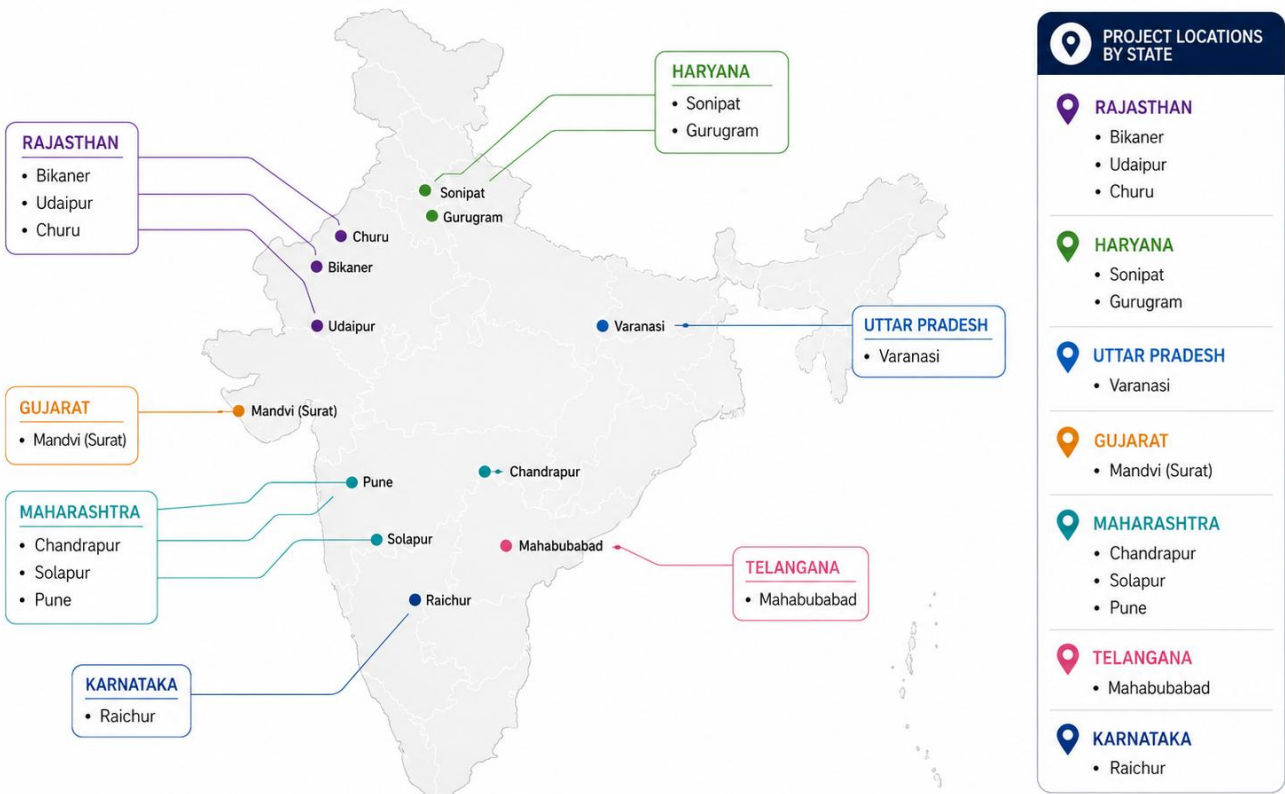 RAJASTHAN
• Bikaner
• Udaipur
• Churu
HARYANA
• Sonipat
• Gurugram
Sonipat
Gurugram
Churu
Bikaner
Udaipur
Varanasi
UTTAR PRADESH
• Varanasi
GUJARAT
• Mandvi (Surat)
Mandvi (Surat)
Pune
Chandrapur
MAHARASHTRA
• Chandrapur
• Solapur
• Pune
Solapur
Mahabubabad
TELANGANA
• Mahabubabad
Raichur
KARNATAKA
• Raichur
PROJECT LOCATIONS
BY STATE
RAJASTHAN
• Bikaner
• Udaipur
• Churu
HARYANA
• Sonipat
• Gurugram
UTTAR PRADESH
• Varanasi
GUJARAT
• Mandvi (Surat)
MAHARASHTRA
• Chandrapur
• Solapur
• Pune
TELANGANA
• Mahabubabad
KARNATAKA
• Raichur